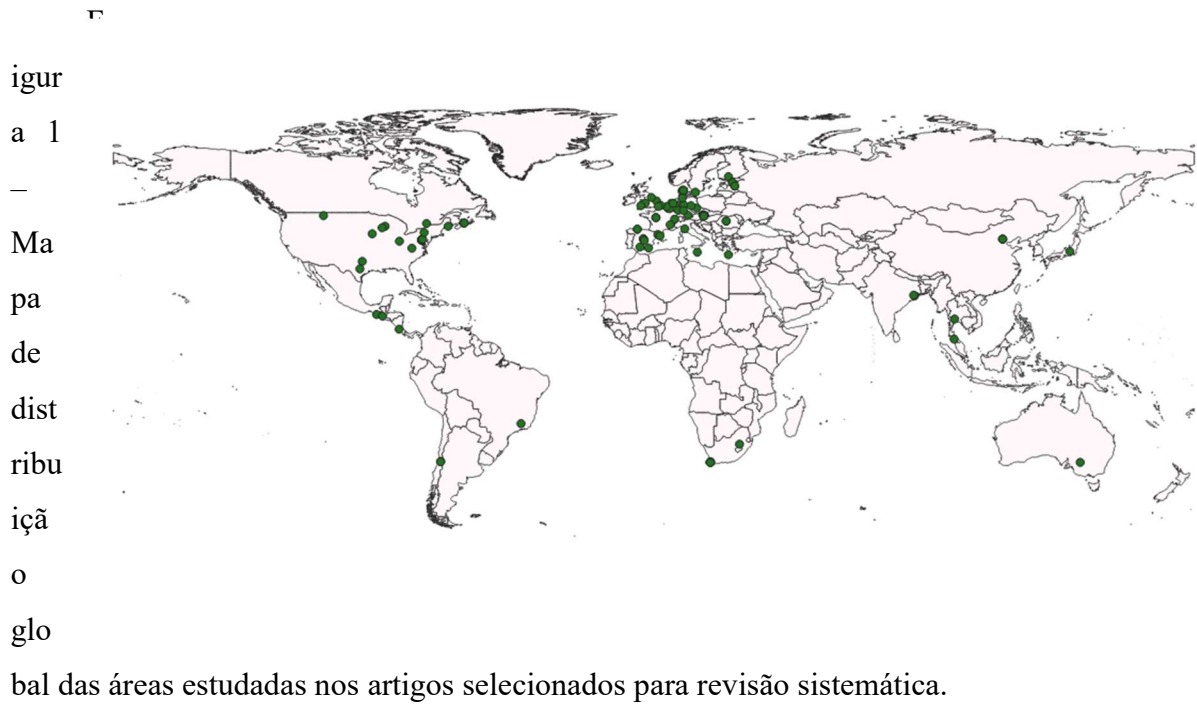 F
igur
a 1
–
Ma
pa
de
dist
ribu
içã
o
glo
bal das áreas estudadas nos artigos selecionados para revisão sistemática.